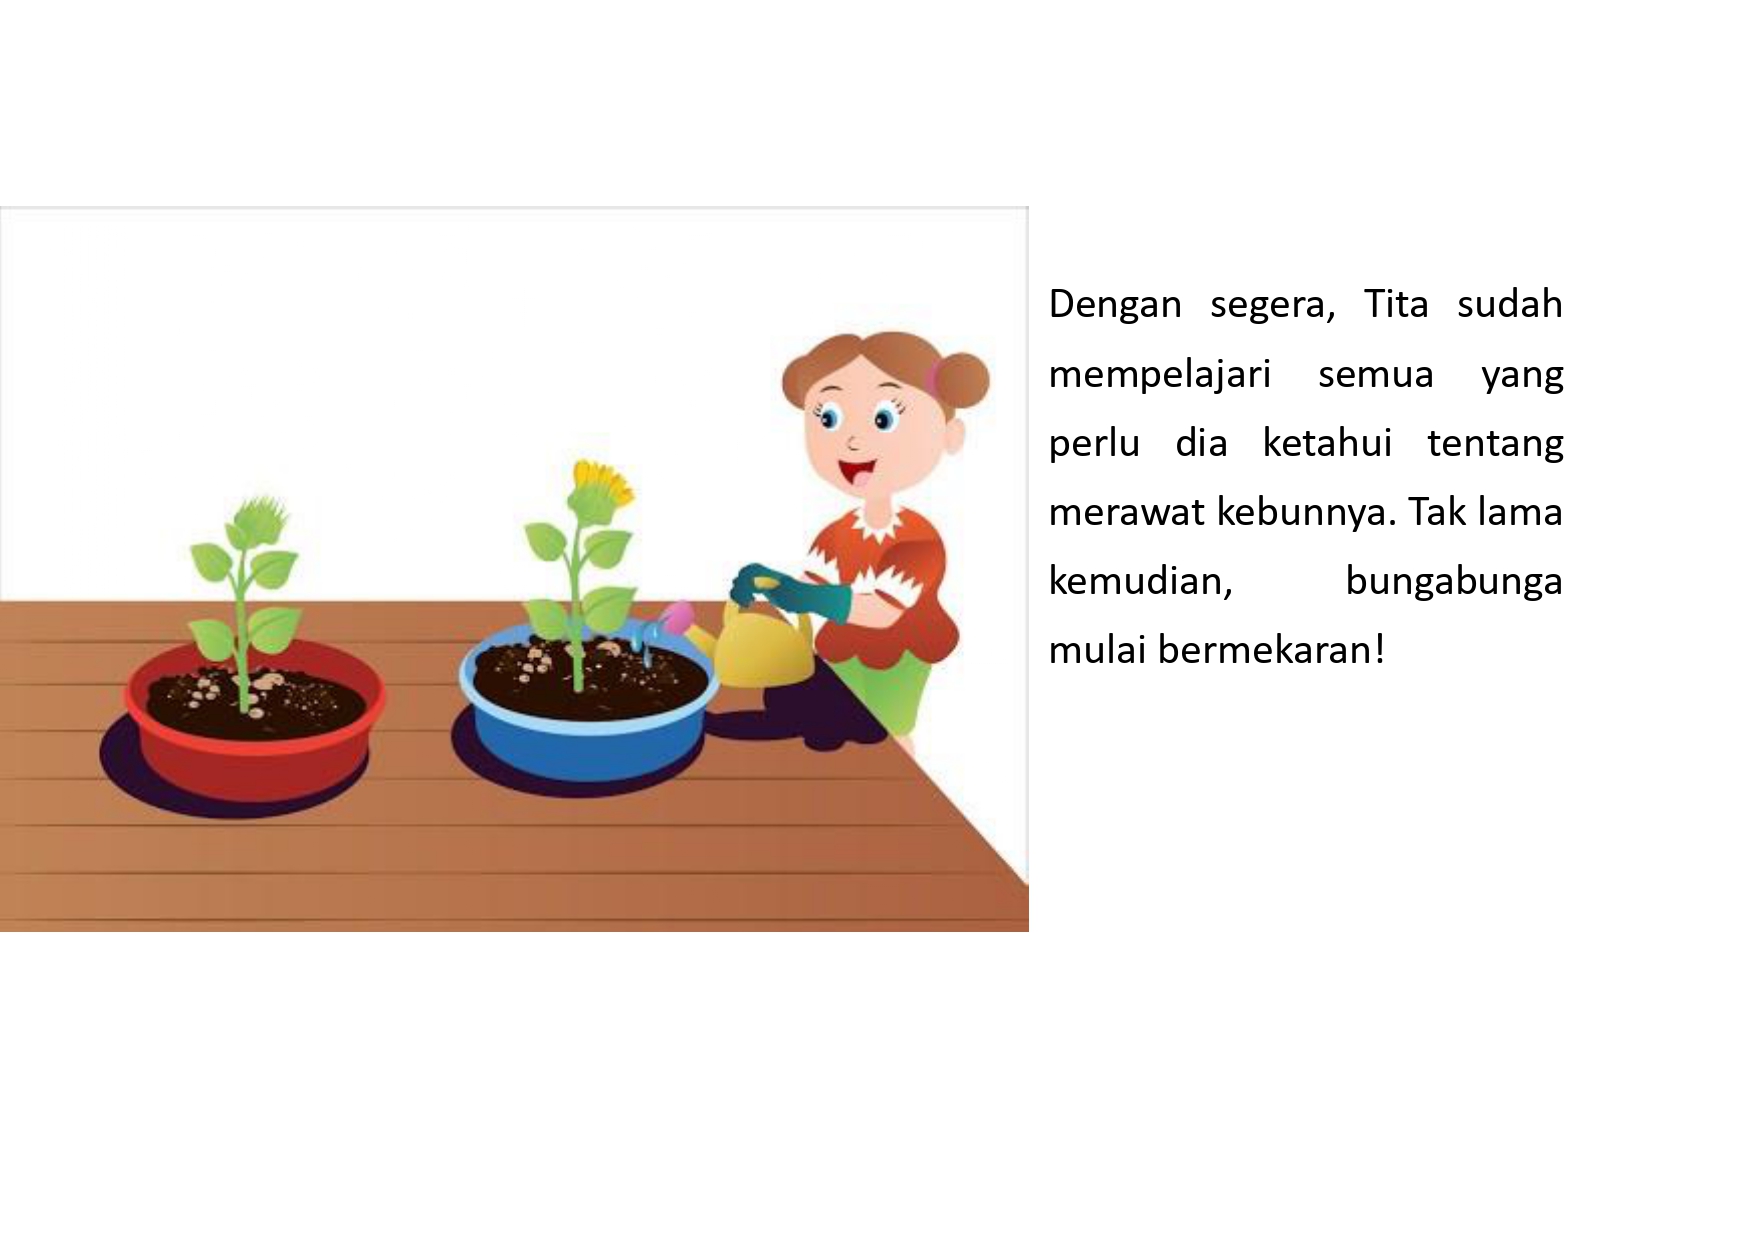 Dengan segera, Tita sudah
mempelajari semua yang
perlu dia ketahui tentang
merawat kebunnya. Tak lama
kemudian, bungabunga
mulai bermekaran!